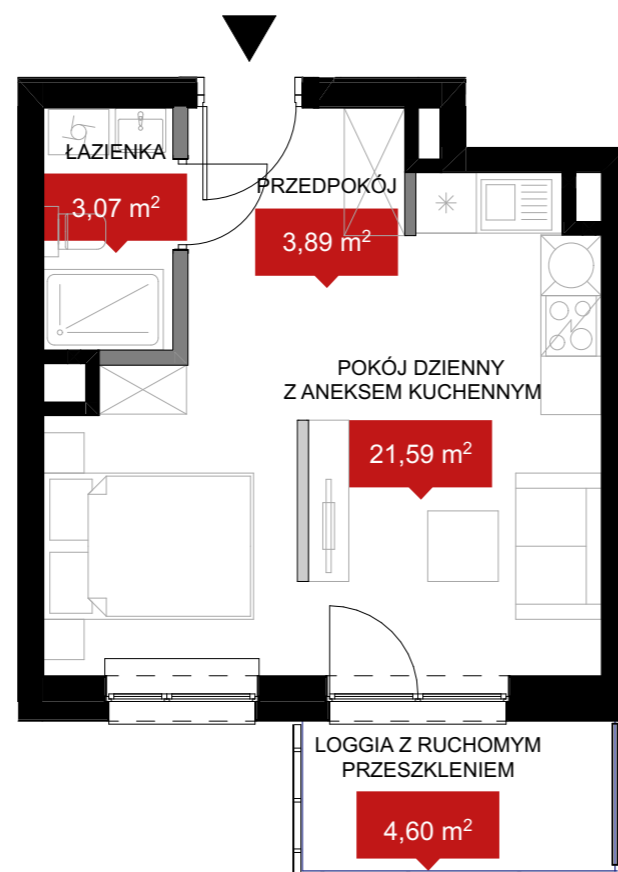 ŁAZIENKA
3,07 m²
PRZEDPOKÓJ
3,89 m²
POKÓJ DZIENNY
Z ANEKSEM KUCHENNYM
21,59 m²
LOGGIA Z RUCHOMYM
PRZESZKLENIEM
4,60 m²